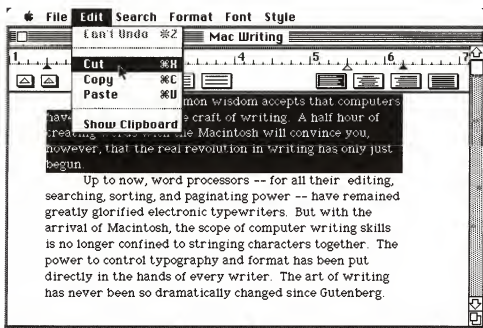 File Edit Search Format Font Style
Can't Undo ⌘Z
Mac Writing
Cut ⌘X
Copy ⌘C
Paste ⌘V
Show Clipboard
1 4 5 6 7
mon wisdom accepts that computers
have e craft of writing. A half hour of
creating words with the Macintosh will convince you,
however, that the real revolution in writing has only just
begun
Up to now, word processors -- for all their editing,
searching, sorting, and paginating power -- have remained
greatly glorified electronic typewriters. But with the
arrival of Macintosh, the scope of computer writing skills
is no longer confined to stringing characters together. The
power to control typography and format has been put
directly in the hands of every writer. The art of writing
has never been so dramatically changed since Gutenberg.